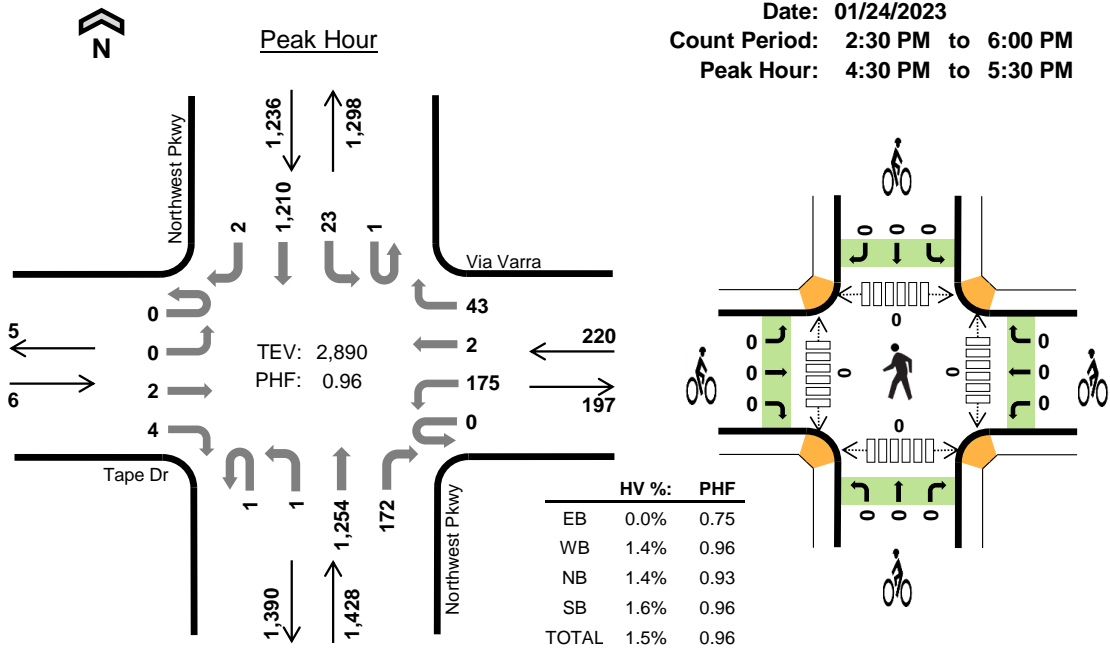 Date: 01/24/2023
Count Period: 2:30 PM to 6:00 PM
Peak Hour: 4:30 PM to 5:30 PM
N
Peak Hour
Northwest Pkwy
1,236
1,298
2
1,210
23
1
Via Varra
0
0
2
4
5
6
43
2
175
0
220
197
TEV: 2,890
PHF: 0.96
Tape Dr
1
1
1,254
172
Northwest Pkwy
1,390
1,428
HV %: PHF
EB 0.0% 0.75
WB 1.4% 0.96
NB 1.4% 0.93
SB 1.6% 0.96
TOTAL 1.5% 0.96
0 0 0
0
0
0
0
0
0
0
0
0
0
0
0 0 0